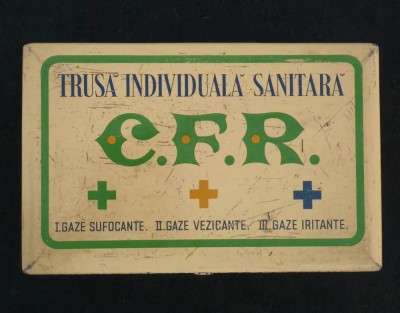 TRUSĂ INDIVIDUALĂ SANITARĂ
C.F.R.
I. GAZE SUFOCANTE. II. GAZE VEZICANTE. III. GAZE IRITANTE.